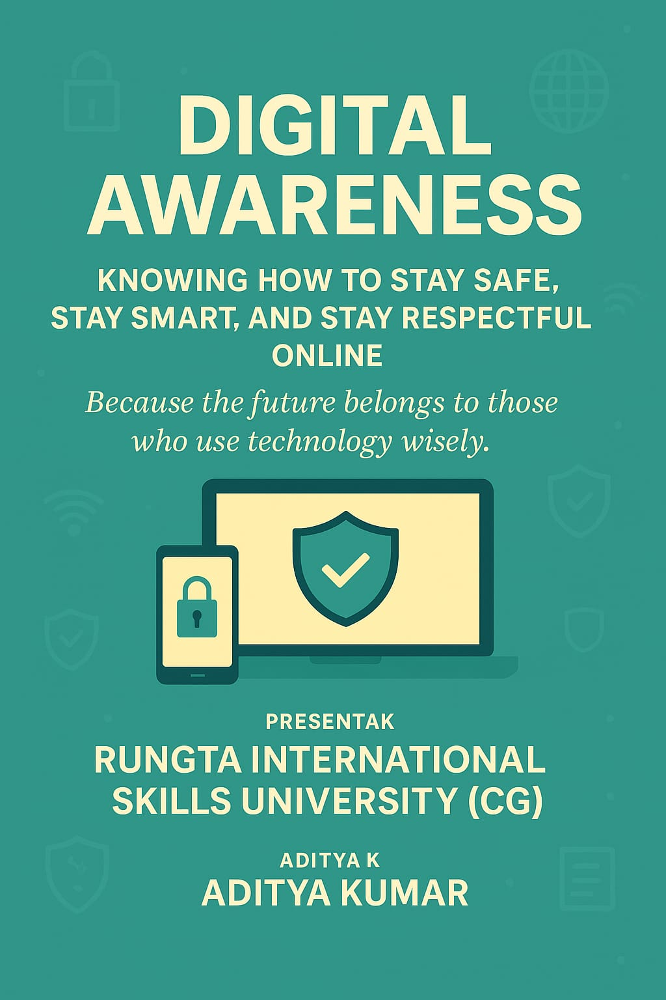 DIGITAL
AWARENESS
KNOWING HOW TO STAY SAFE,
STAY SMART, AND STAY RESPECTFUL
ONLINE
Because the future belongs to those
who use technology wisely.
PRESENTAK
RUNGTA INTERNATIONAL
SKILLS UNIVERSITY (CG)
ADITYA K
ADITYA KUMAR